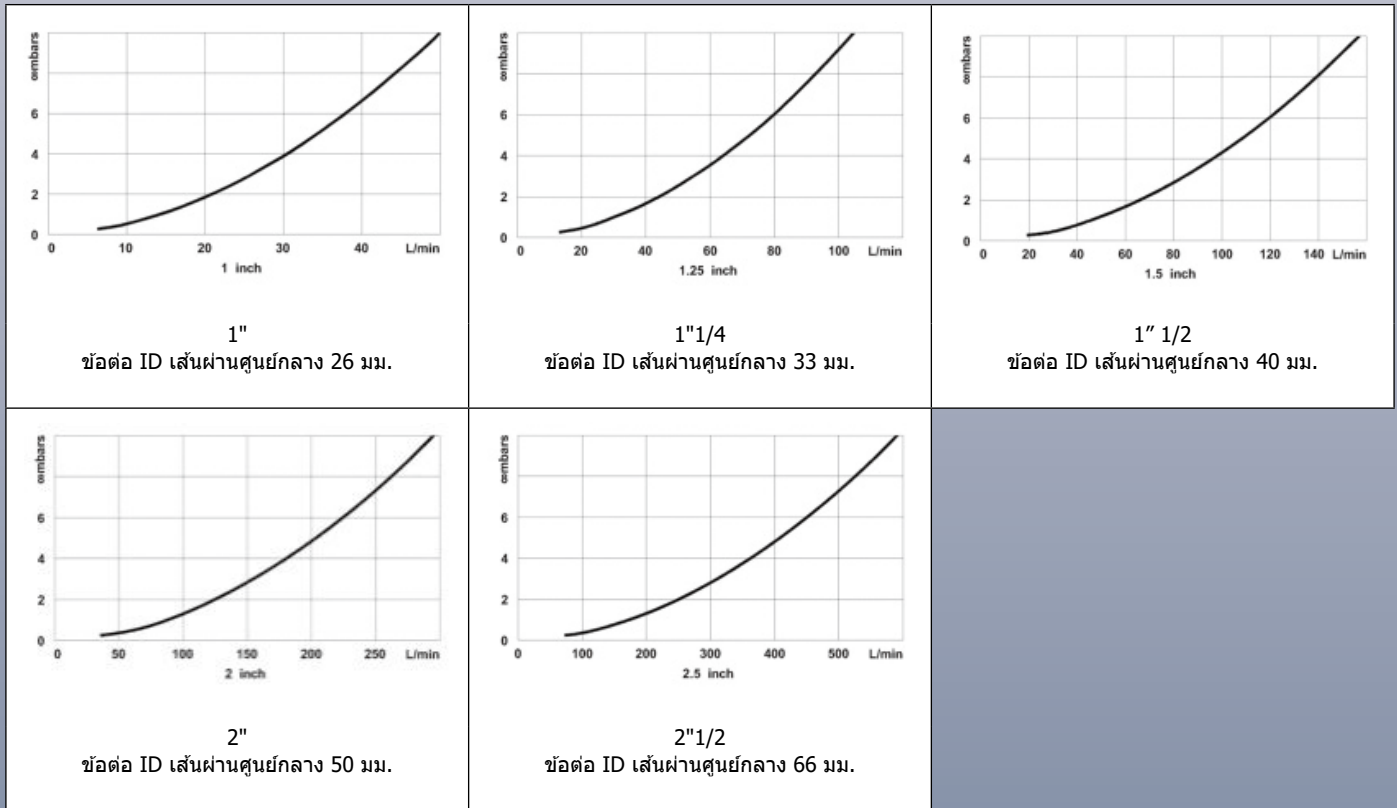 ∞mbars
6
4
2
0
0 10 20 30 40 L/min
1 inch
1"
ข้อต่อ ID เส้นผ่านศูนย์กลาง 26 มม.
∞mbars
6
4
2
0
0 20 40 60 80 100 L/min
1.25 inch
1"1/4
ข้อต่อ ID เส้นผ่านศูนย์กลาง 33 มม.
∞mbars
6
4
2
0
0 20 40 60 80 100 120 140 L/min
1.5 inch
1” 1/2
ข้อต่อ ID เส้นผ่านศูนย์กลาง 40 มม.
∞mbars
6
4
2
0
0 50 100 150 200 250 L/min
2 inch
2"
ข้อต่อ ID เส้นผ่านศูนย์กลาง 50 มม.
∞mbars
6
4
2
0
0 100 200 300 400 500 L/min
2.5 inch
2"1/2
ข้อต่อ ID เส้นผ่านศูนย์กลาง 66 มม.